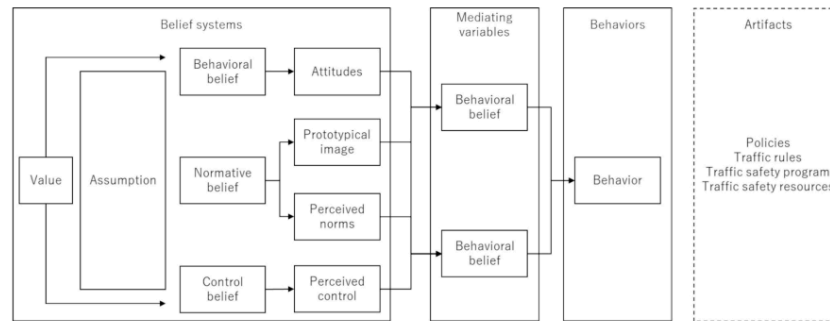 Belief systems
Mediating
variables
Behaviors
Artifacts
Behavioral
belief
Attitudes
Prototypical
image
Value
Assumption
Normative
belief
Perceived
norms
Control
belief
Perceived
control
Behavioral
belief
Behavioral
belief
Behavior
Policies
Traffic rules
Traffic safety program
Traffic safety resources